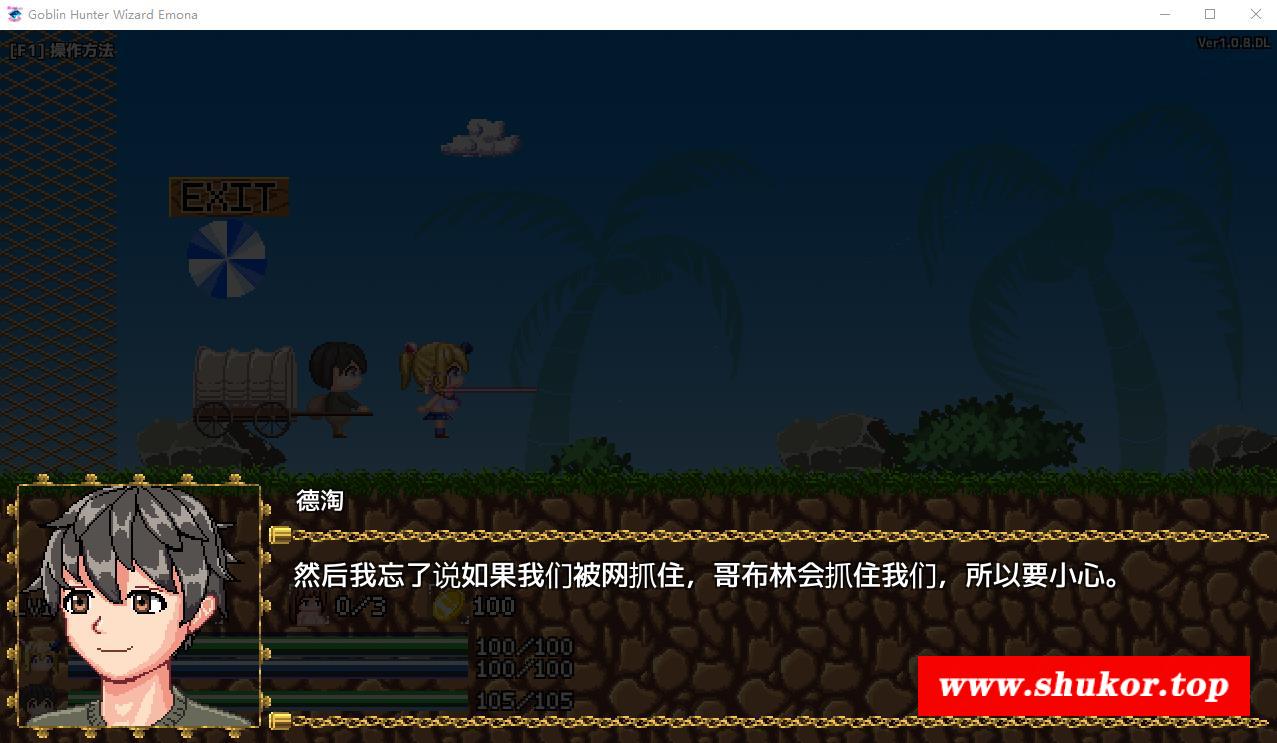 Goblin Hunter Wizard Emona
[F1] 操作方法
Ver1.0.8.DL
EXIT
德淘
然后我忘了说如果我们被网抓住，哥布林会抓住我们，所以要小心。
0/3
100
100/100
100/100
105/105
www.shukor.top